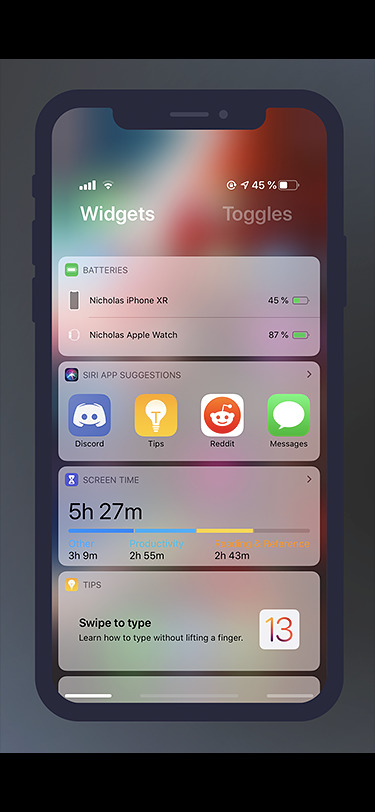 45 %
Widgets Toggles
BATTERIES
Nicholas iPhone XR 45 %
Nicholas Apple Watch 87 %
SIRI APP SUGGESTIONS
Discord Tips Reddit Messages
SCREEN TIME
5h 27m
Other Productivity Reading & Reference
3h 9m 2h 55m 2h 43m
TIPS
Swipe to type
Learn how to type without lifting a finger.
13